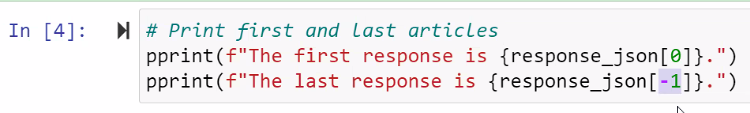 In [4]: # Print first and last articles
pprint(f"The first response is {response_json[0]}.")
pprint(f"The last response is {response_json[-1]}.")